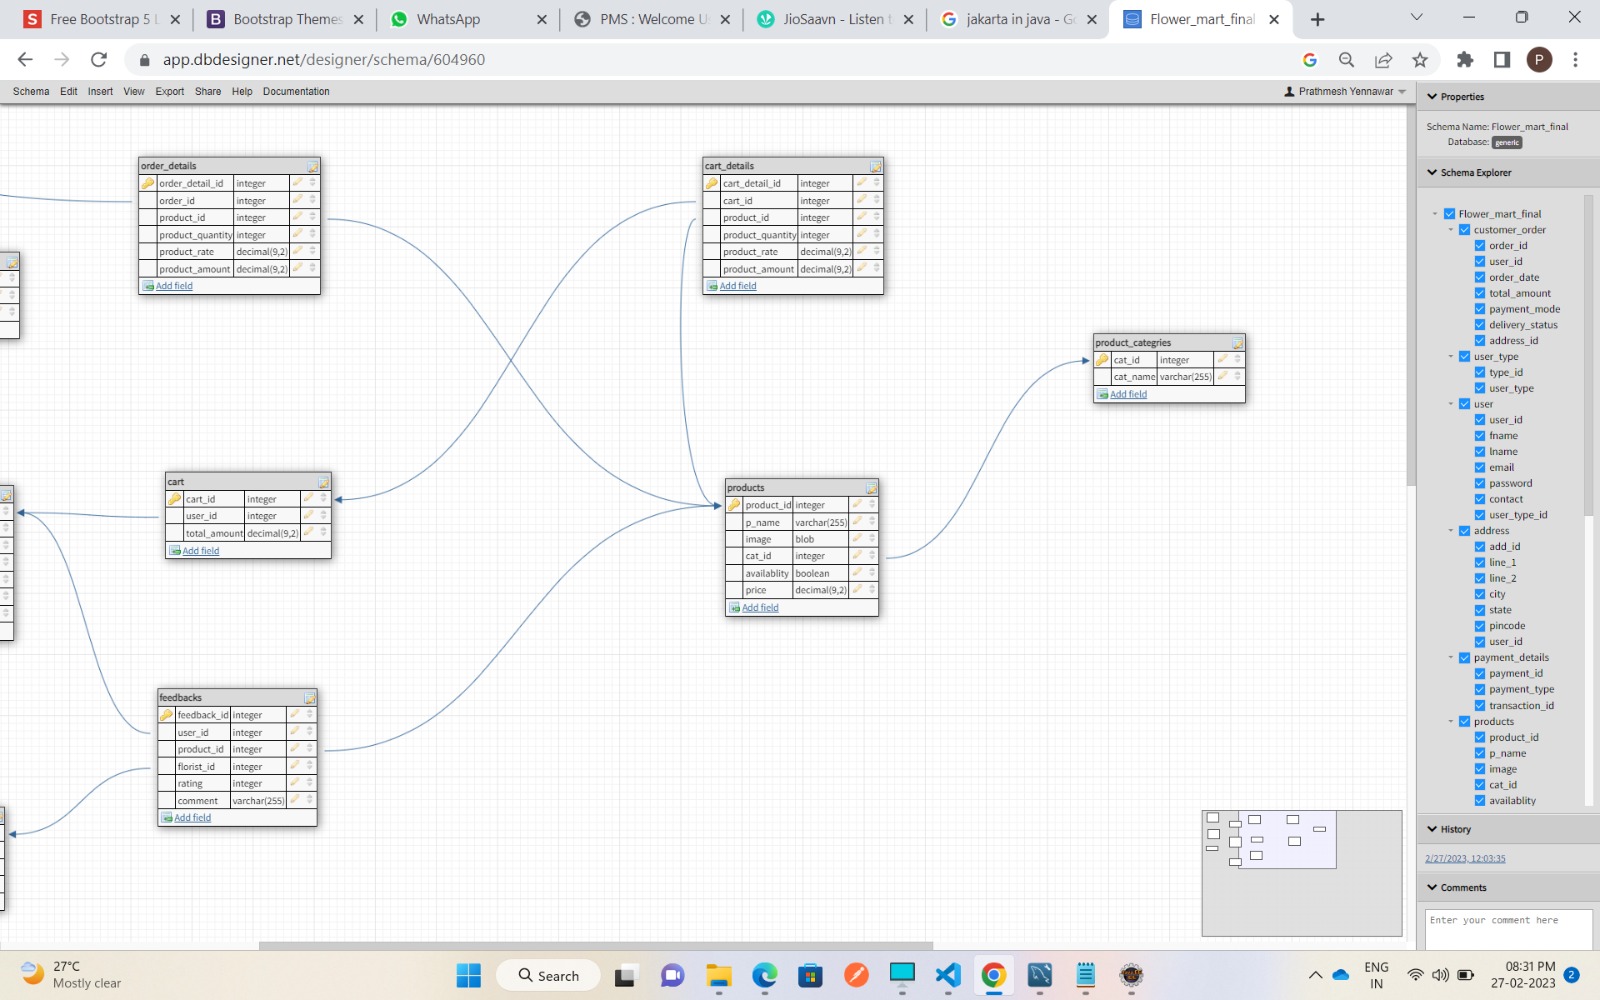 Free Bootstrap 5 L
Bootstrap Themes
WhatsApp
PMS : Welcome U
JioSaavn - Listen t
jakarta in java - Go
Flower_mart_final
app.dbdesigner.net/designer/schema/604960
P
Schema Edit Insert View Export Share Help Documentation
Prathmesh Yennawar
order_details
order_detail_id integer
order_id integer
product_id integer
product_quantity integer
product_rate decimal(9,2)
product_amount decimal(9,2)
Add field
cart_details
cart_detail_id integer
cart_id integer
product_id integer
product_quantity integer
product_rate decimal(9,2)
product_amount decimal(9,2)
Add field
product_categries
cat_id integer
cat_name varchar(255)
Add field
cart
cart_id integer
user_id integer
total_amount decimal(9,2)
Add field
products
product_id integer
p_name varchar(255)
image blob
cat_id integer
availablity boolean
price decimal(9,2)
Add field
feedbacks
feedback_id integer
user_id integer
product_id integer
florist_id integer
rating integer
comment varchar(255)
Add field
Properties
Schema Name: Flower_mart_final
Database: generic
Schema Explorer
Flower_mart_final
customer_order
order_id
user_id
order_date
total_amount
payment_mode
delivery_status
address_id
user_type
type_id
user_type
user
user_id
fname
lname
email
password
contact
user_type_id
address
add_id
line_1
line_2
city
state
pincode
user_id
payment_details
payment_id
payment_type
transaction_id
products
product_id
p_name
image
cat_id
availablity
History
2/27/2023, 12:03:35
Comments
Enter your comment here
27°C
Mostly clear
Search
ENG
IN
08:31 PM
27-02-2023
2